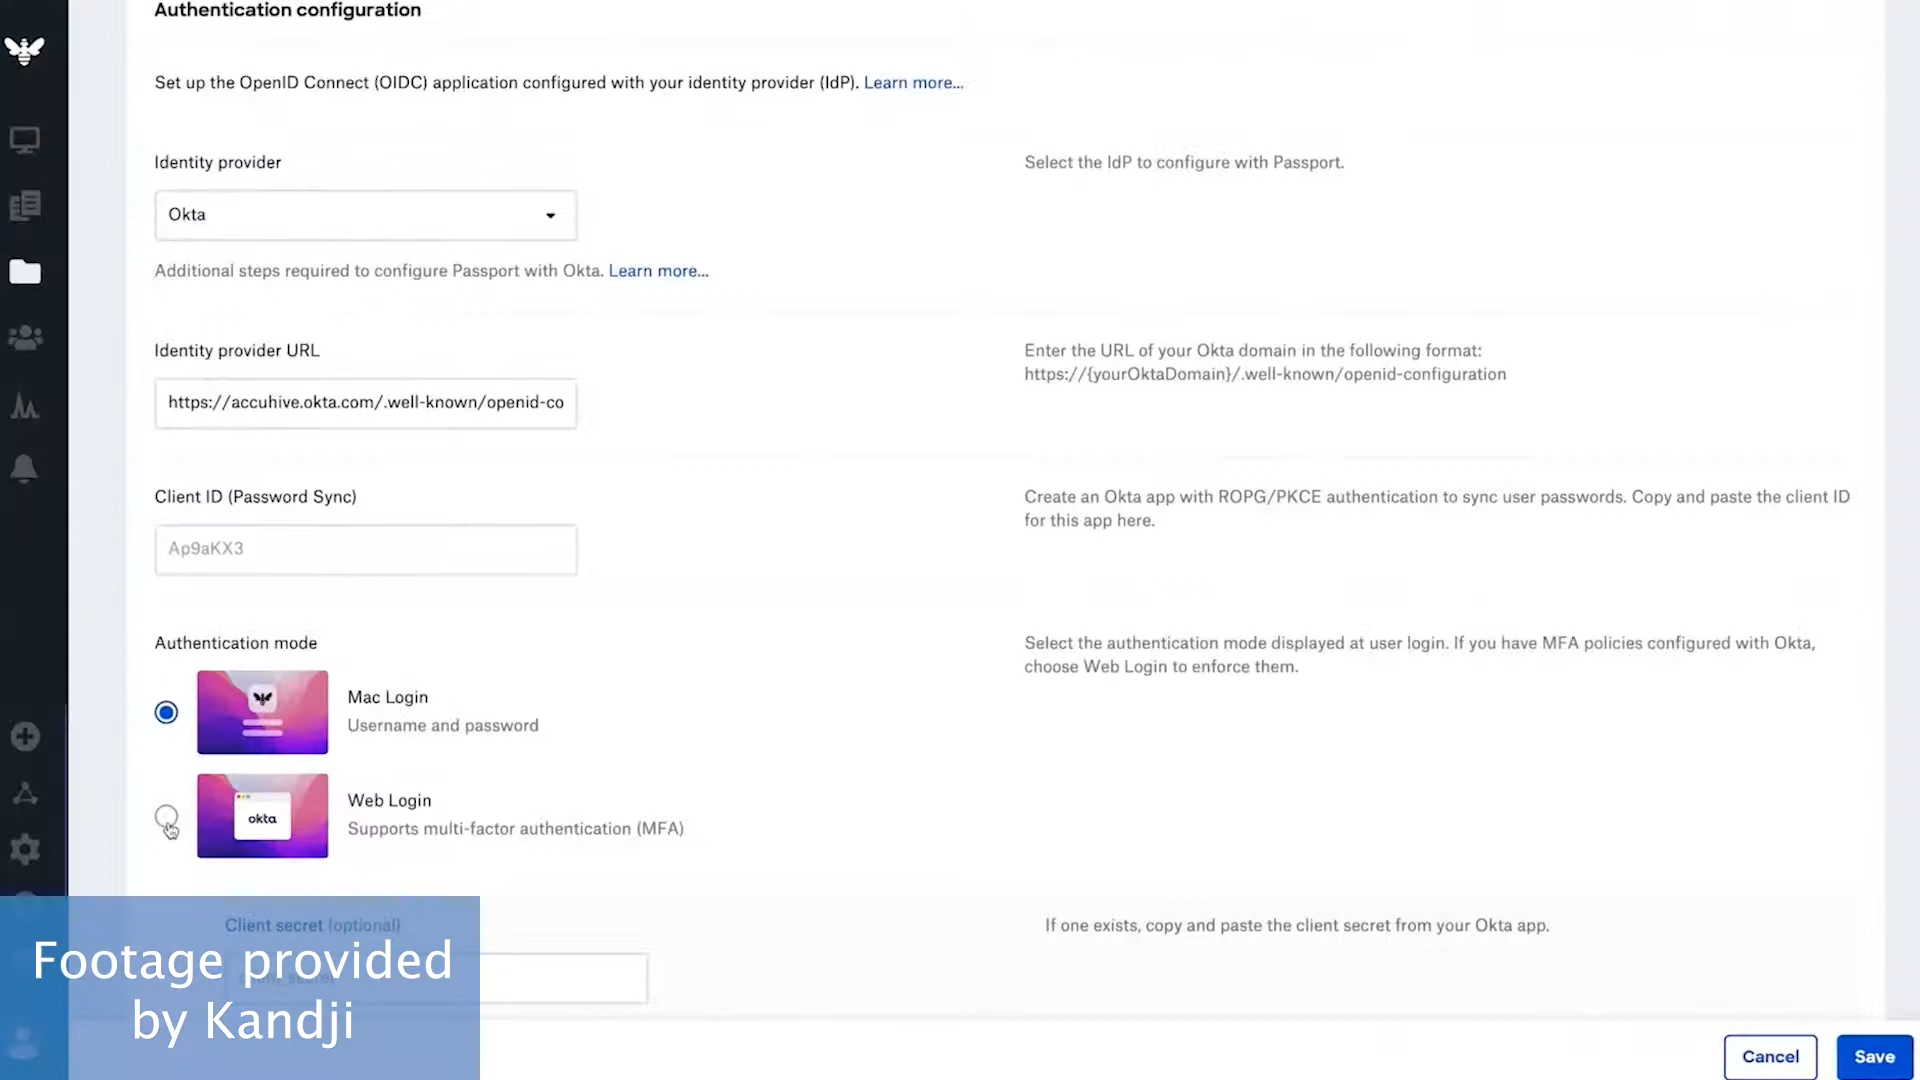 Authentication configuration
Set up the OpenID Connect (OIDC) application configured with your identity provider (IdP). Learn more...
Identity provider
Select the IdP to configure with Passport.
Okta
Additional steps required to configure Passport with Okta. Learn more...
Identity provider URL
Enter the URL of your Okta domain in the following format:
https://{yourOktaDomain}/.well-known/openid-configuration
https://accuhive.okta.com/.well-known/openid-co
Client ID (Password Sync)
Create an Okta app with ROPG/PKCE authentication to sync user passwords. Copy and paste the client ID
for this app here.
Ap9aKX3
Authentication mode
Select the authentication mode displayed at user login. If you have MFA policies configured with Okta,
choose Web Login to enforce them.
Mac Login
Username and password
okta
Web Login
Supports multi-factor authentication (MFA)
Client secret (optional)
If one exists, copy and paste the client secret from your Okta app.
Footage provided
by Kandji
Cancel
Save